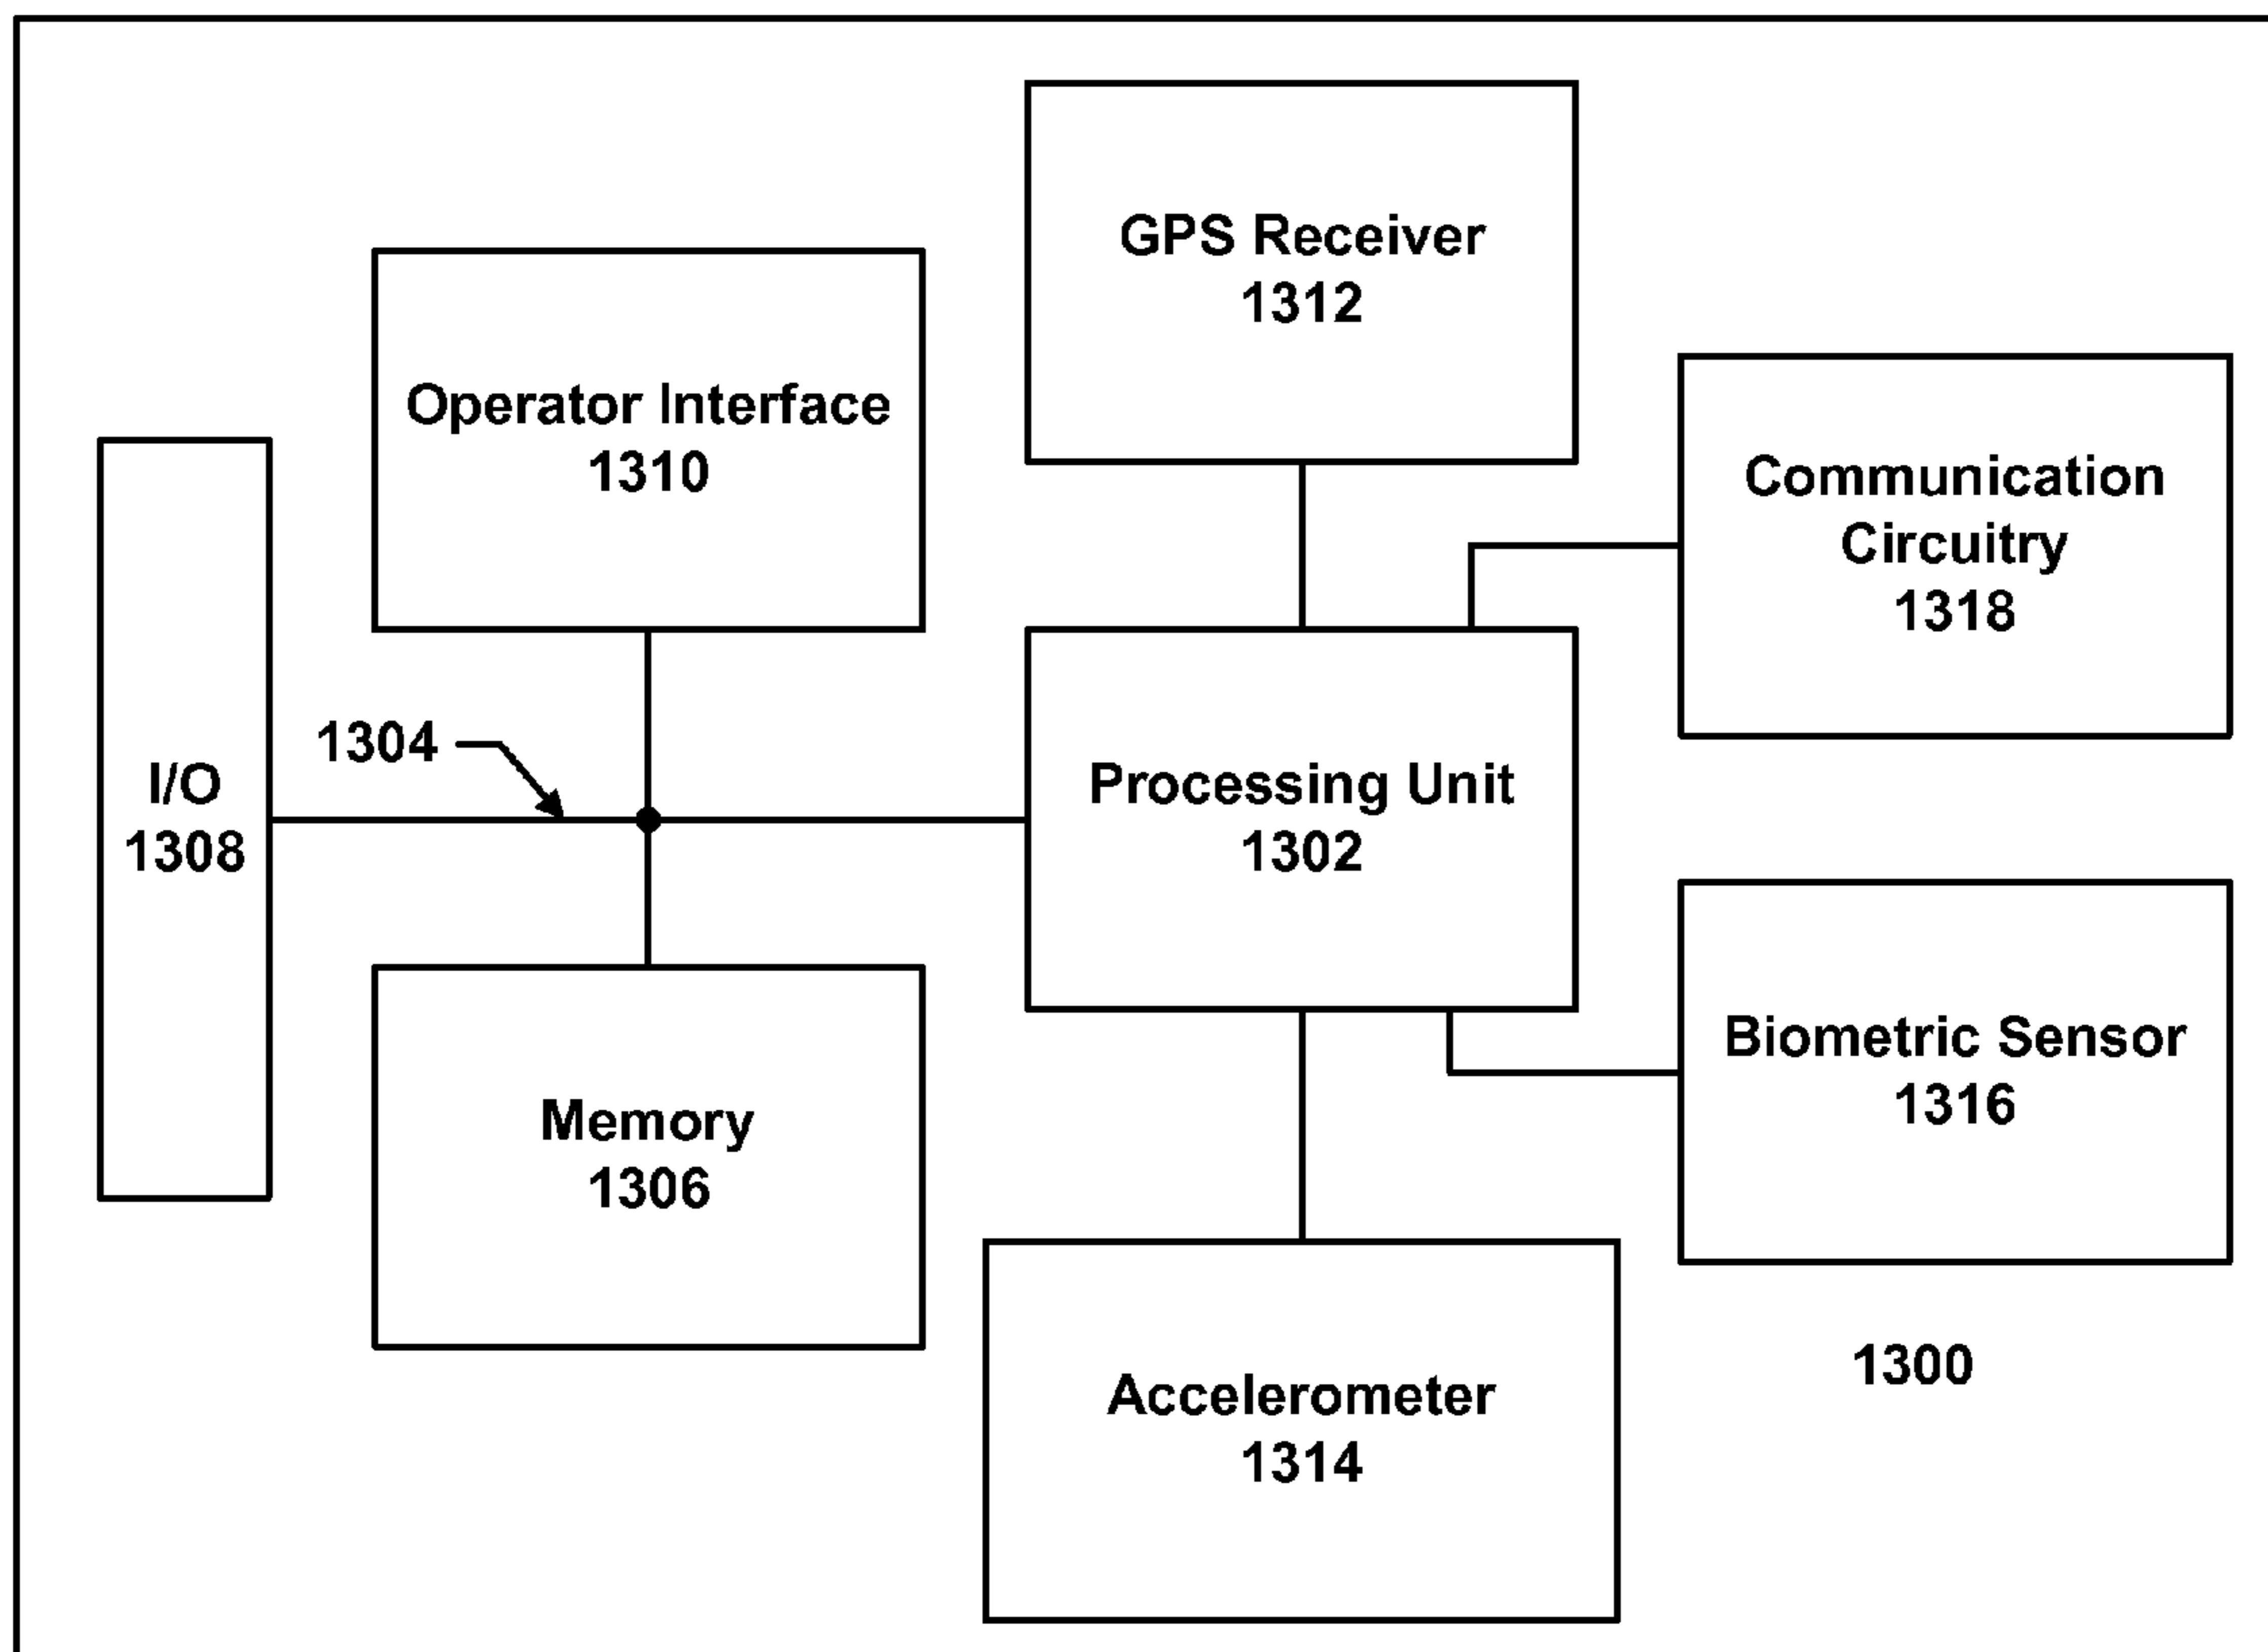 GPS Receiver
1312
Operator Interface
1310
Communication
Circuitry
1318
1304
I/O
1308
Processing Unit
1302
Biometric Sensor
1316
Memory
1306
1300
Accelerometer
1314